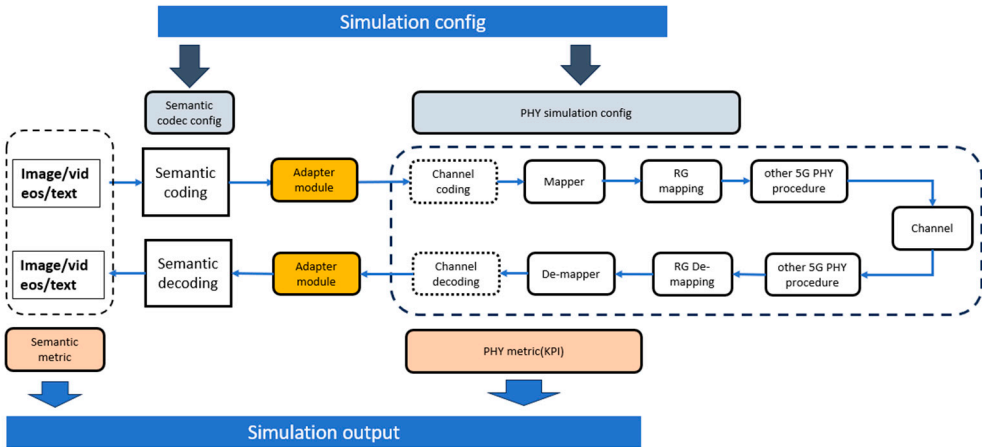 Simulation config
Semantic
codec config
PHY simulation config
Image/vid
eos/text
Semantic
coding
Adapter
module
Channel
coding
Mapper
RG
mapping
other 5G PHY
procedure
Channel
Image/vid
eos/text
Semantic
decoding
Adapter
module
Channel
decoding
De-mapper
RG De-
mapping
other 5G PHY
procedure
Semantic
metric
PHY metric(KPI)
Simulation output